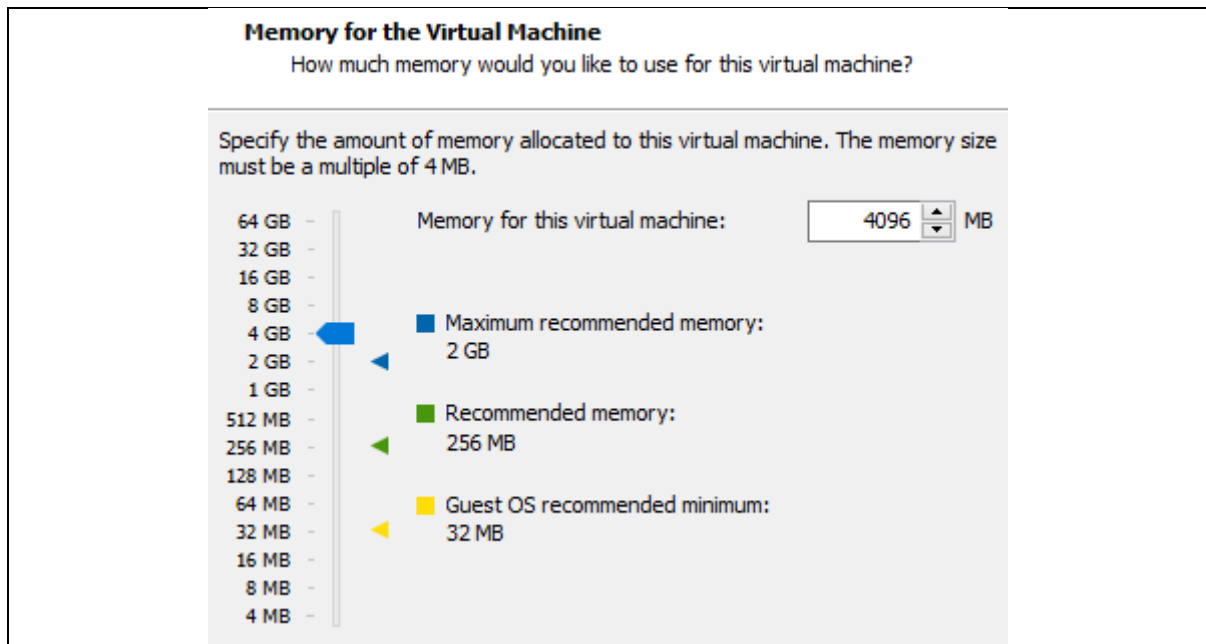 Memory for the Virtual Machine
How much memory would you like to use for this virtual machine?
Specify the amount of memory allocated to this virtual machine. The memory size
must be a multiple of 4 MB.
64 GB
Memory for this virtual machine: 4096 MB
32 GB
16 GB
8 GB
Maximum recommended memory:
4 GB
2 GB
2 GB
1 GB
Recommended memory:
512 MB
256 MB
256 MB
128 MB
64 MB
Guest OS recommended minimum:
32 MB
32 MB
16 MB
8 MB
4 MB